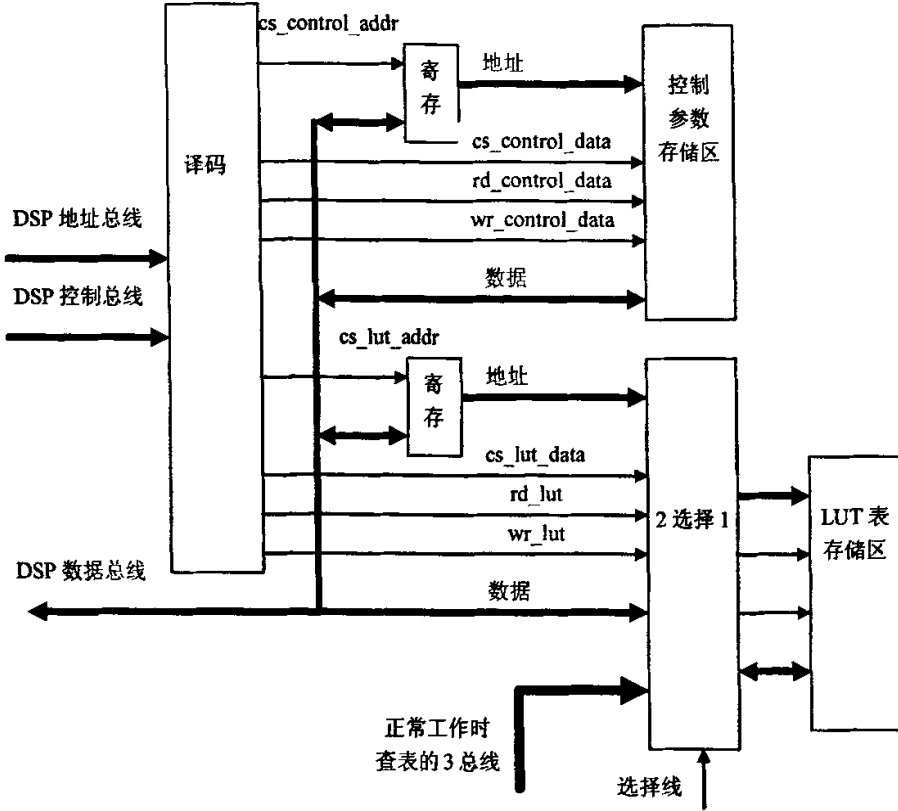 cs_control_addr
寄
存
地址
控制
参数
存储区
译码
cs_control_data
rd_control_data
wr_control_data
DSP 地址总线
DSP 控制总线
数据
cs_lut_addr
寄
存
地址
cs_lut_data
rd_lut
wr_lut
2 选择 1
LUT 表
存储区
DSP 数据总线
数据
正常工作时
查表的 3 总线
选择线